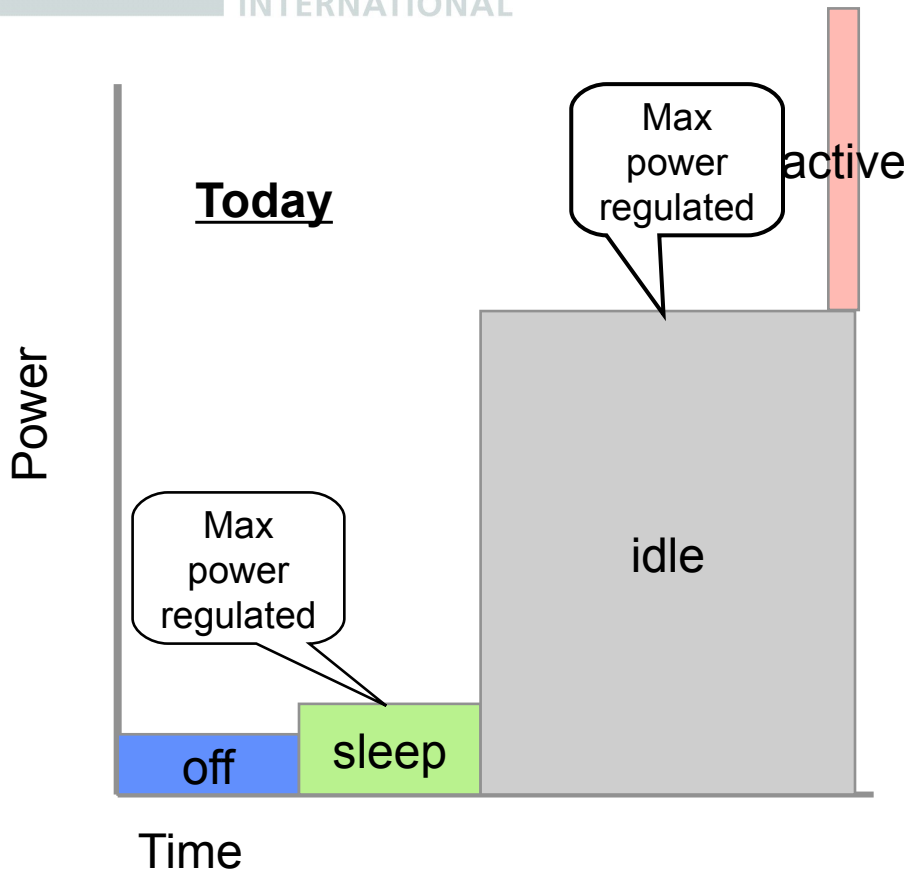 INTERNATIONAL
Max
power
regulated
active
Today
Power
Max
power
regulated
idle
sleep
off
Time